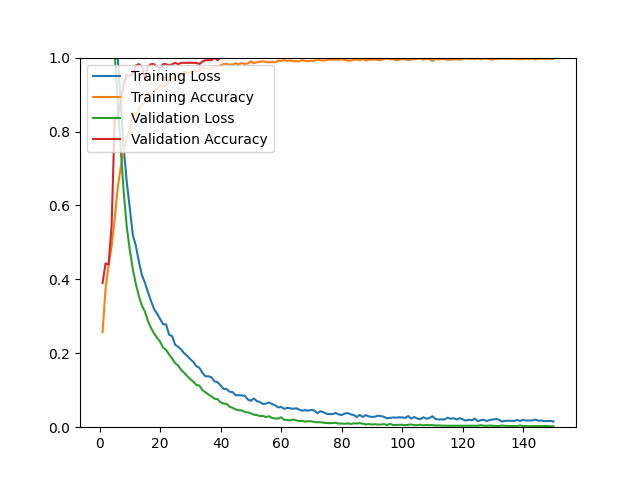 1.0
0.8
0.6
0.4
0.2
0.0
Training Loss
Training Accuracy
Validation Loss
Validation Accuracy
0 20 40 60 80 100 120 140